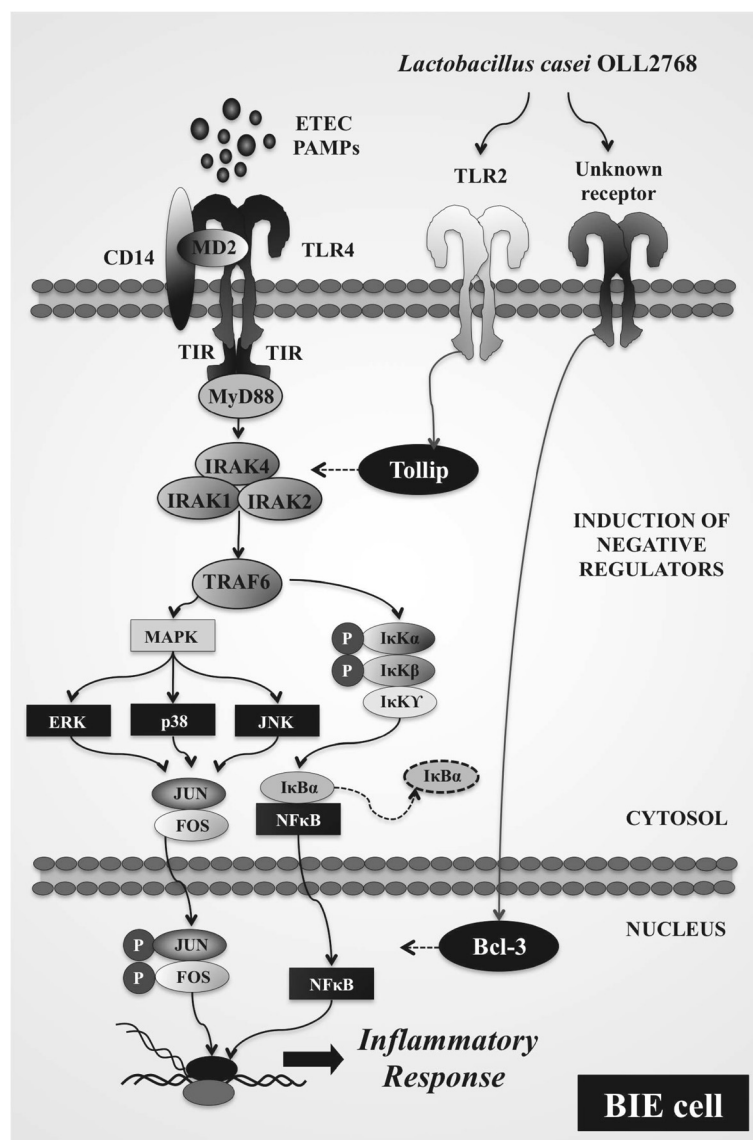 Lactobacillus casei OLL2768
ETEC
PAMPs
TLR2
Unknown
receptor
CD14
MD2
TLR4
TIR
TIR
MyD88
IRAK4
IRAK1
IRAK2
Tollip
INDUCTION OF
NEGATIVE
REGULATORS
TRAF6
MAPK
P
IκKα
P
IκKβ
IκKϒ
ERK
p38
JNK
IκBα
IκBα
JUN
FOS
NFκB
CYTOSOL
NUCLEUS
P
JUN
P
FOS
Bcl-3
NFκB
Inflammatory
Response
BIE cell